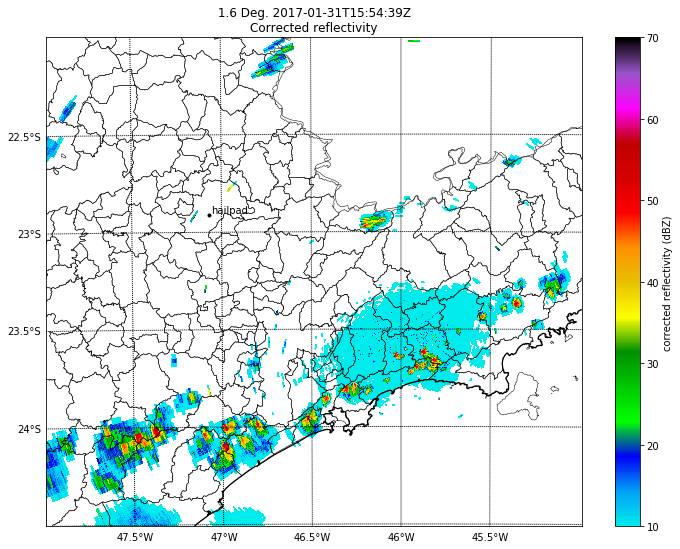 1.6 Deg. 2017-01-31T15:54:39Z
Corrected reflectivity
22.5°S
23°S
23.5°S
24°S
hailpad
47.5°W
47°W
46.5°W
46°W
45.5°W
70
60
50
40
30
20
10
corrected reflectivity (dBZ)